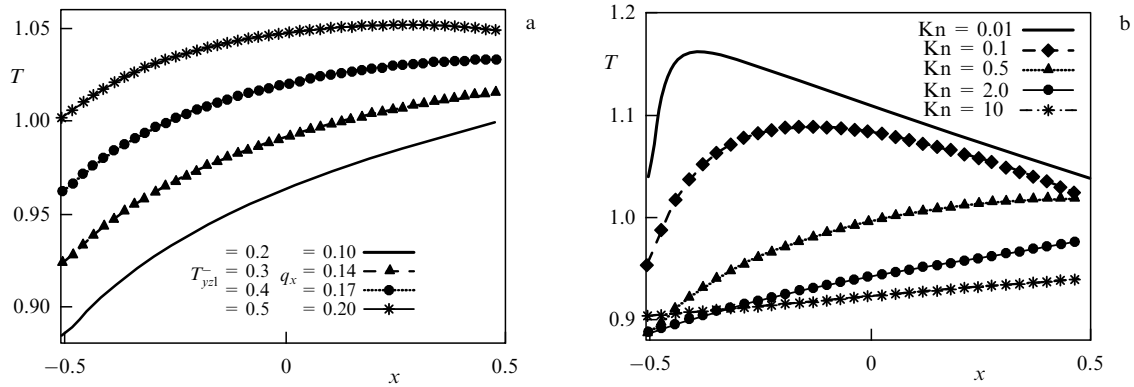 a
T
1.05
1.00
0.95
0.90
= 0.2 = 0.10
T⁻yz1 = 0.3 qx = 0.14
= 0.4 = 0.17
= 0.5 = 0.20
−0.5 0 0.5
x
b
T
1.2
1.1
1.0
0.9
Kn = 0.01
Kn = 0.1
Kn = 0.5
Kn = 2.0
Kn = 10
−0.5 0 0.5
x